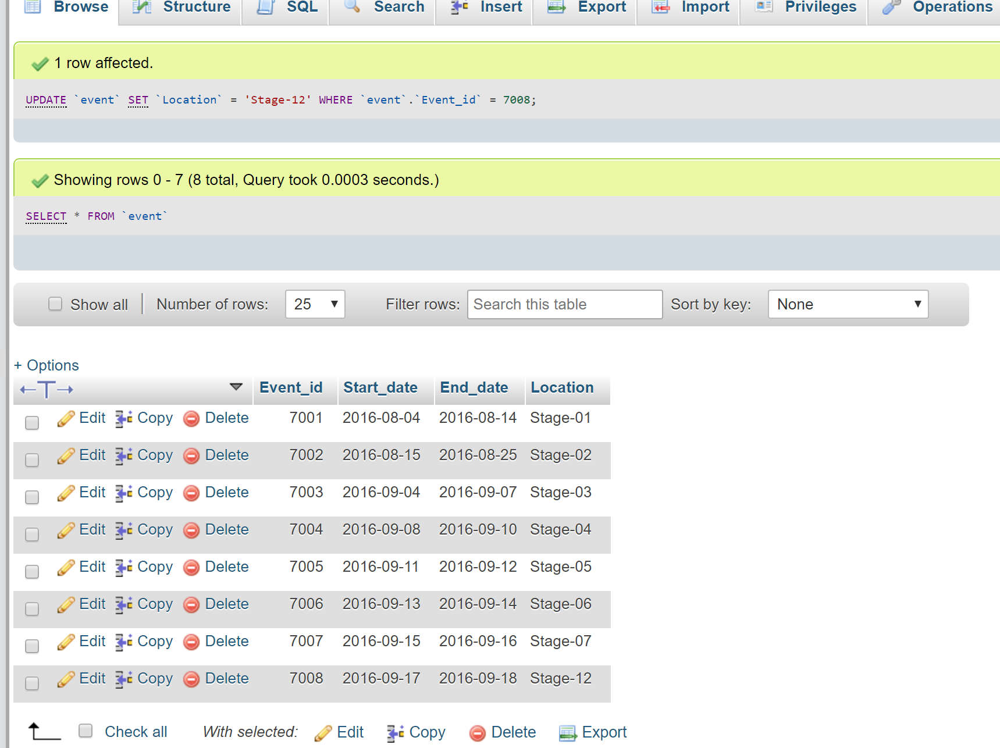 Browse Structure SQL Search Insert Export Import Privileges Operations
1 row affected.
UPDATE `event` SET `Location` = 'Stage-12' WHERE `event`.`Event_id` = 7008;
Showing rows 0 - 7 (8 total, Query took 0.0003 seconds.)
SELECT * FROM `event`
Show all Number of rows: 25 Filter rows: Search this table Sort by key: None
+ Options
←T→ Event_id Start_date End_date Location
Edit Copy Delete 7001 2016-08-04 2016-08-14 Stage-01
Edit Copy Delete 7002 2016-08-15 2016-08-25 Stage-02
Edit Copy Delete 7003 2016-09-04 2016-09-07 Stage-03
Edit Copy Delete 7004 2016-09-08 2016-09-10 Stage-04
Edit Copy Delete 7005 2016-09-11 2016-09-12 Stage-05
Edit Copy Delete 7006 2016-09-13 2016-09-14 Stage-06
Edit Copy Delete 7007 2016-09-15 2016-09-16 Stage-07
Edit Copy Delete 7008 2016-09-17 2016-09-18 Stage-12
Check all With selected: Edit Copy Delete Export